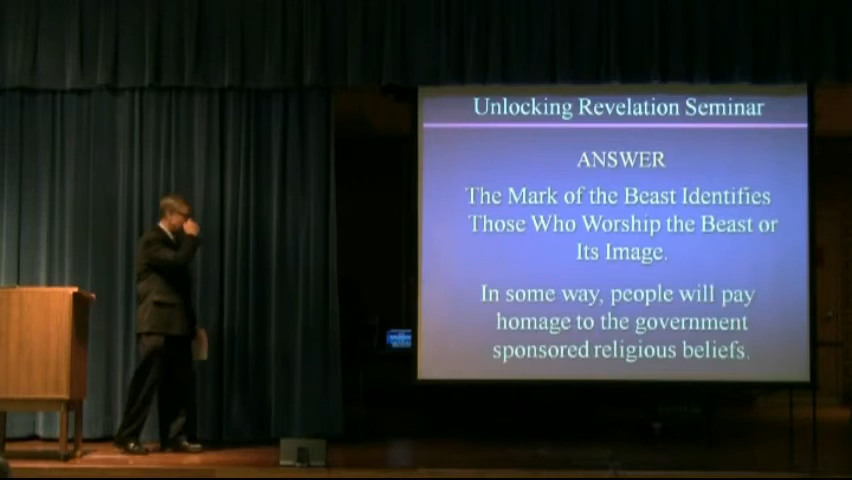 Unlocking Revelation Seminar
ANSWER
The Mark of the Beast Identifies
Those Who Worship the Beast or
Its Image.
In some way, people will pay
homage to the government
sponsored religious beliefs.